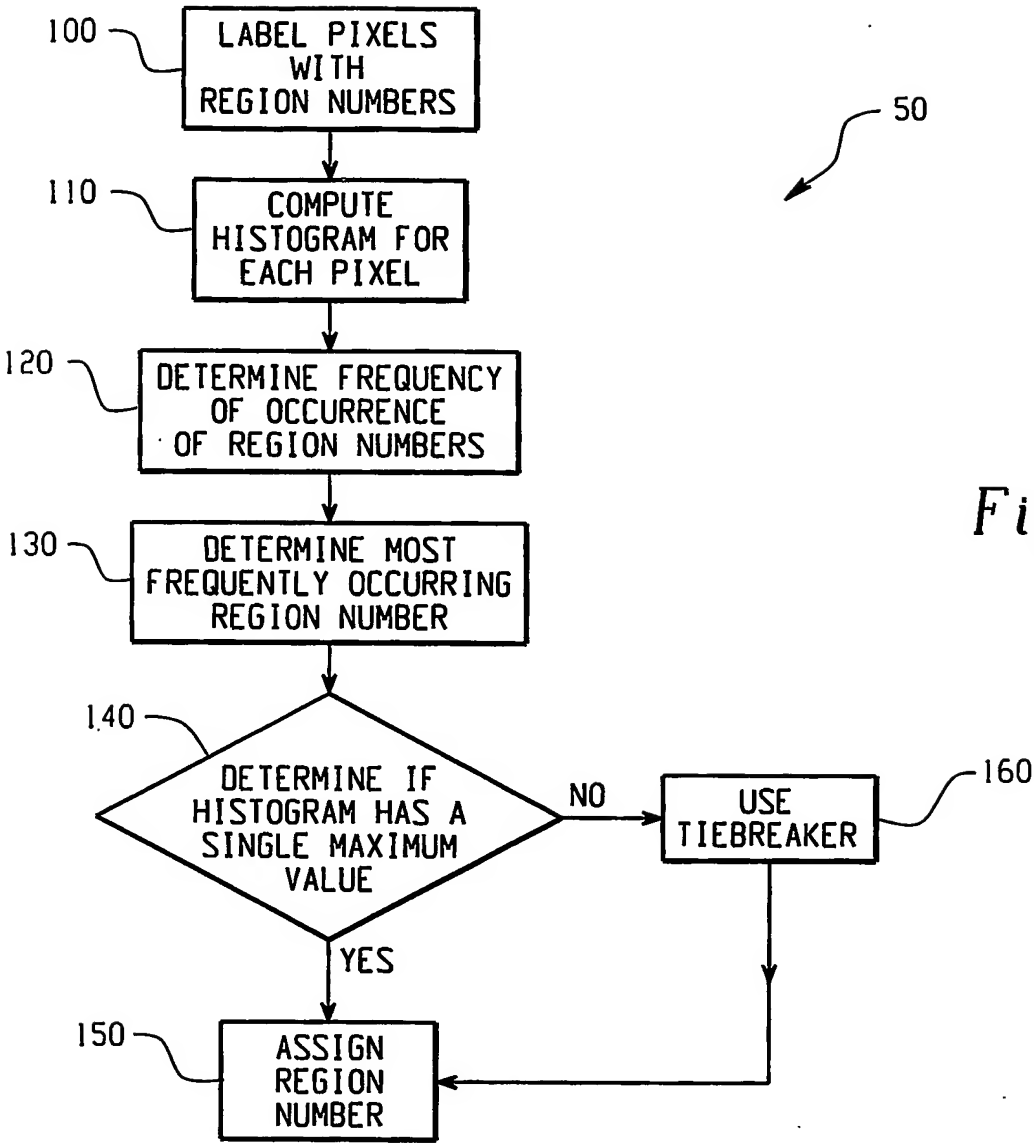 100
LABEL PIXELS
WITH
REGION NUMBERS
50
110
COMPUTE
HISTOGRAM FOR
EACH PIXEL
120
DETERMINE FREQUENCY
OF OCCURRENCE
OF REGION NUMBERS
Fi
130
DETERMINE MOST
FREQUENTLY OCCURRING
REGION NUMBER
140
DETERMINE IF
HISTOGRAM HAS A
SINGLE MAXIMUM
VALUE
NO
160
USE
TIEBREAKER
YES
150
ASSIGN
REGION
NUMBER